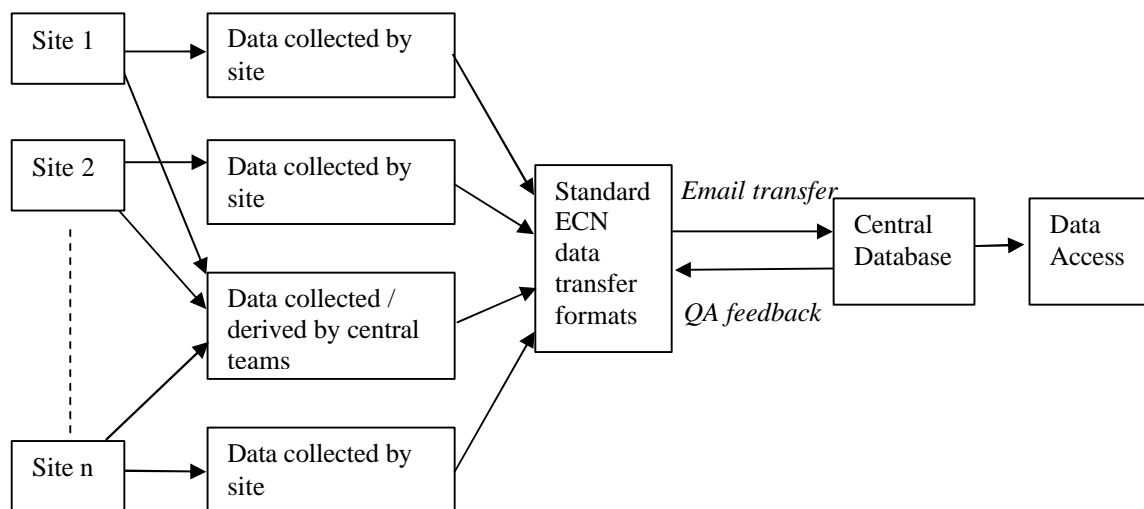 Site 1
Data collected by
site
Site 2
Data collected by
site
Data collected /
derived by central
teams
Site n
Data collected by
site
Standard
ECN
data
transfer
formats
Email transfer
QA feedback
Central
Database
Data
Access